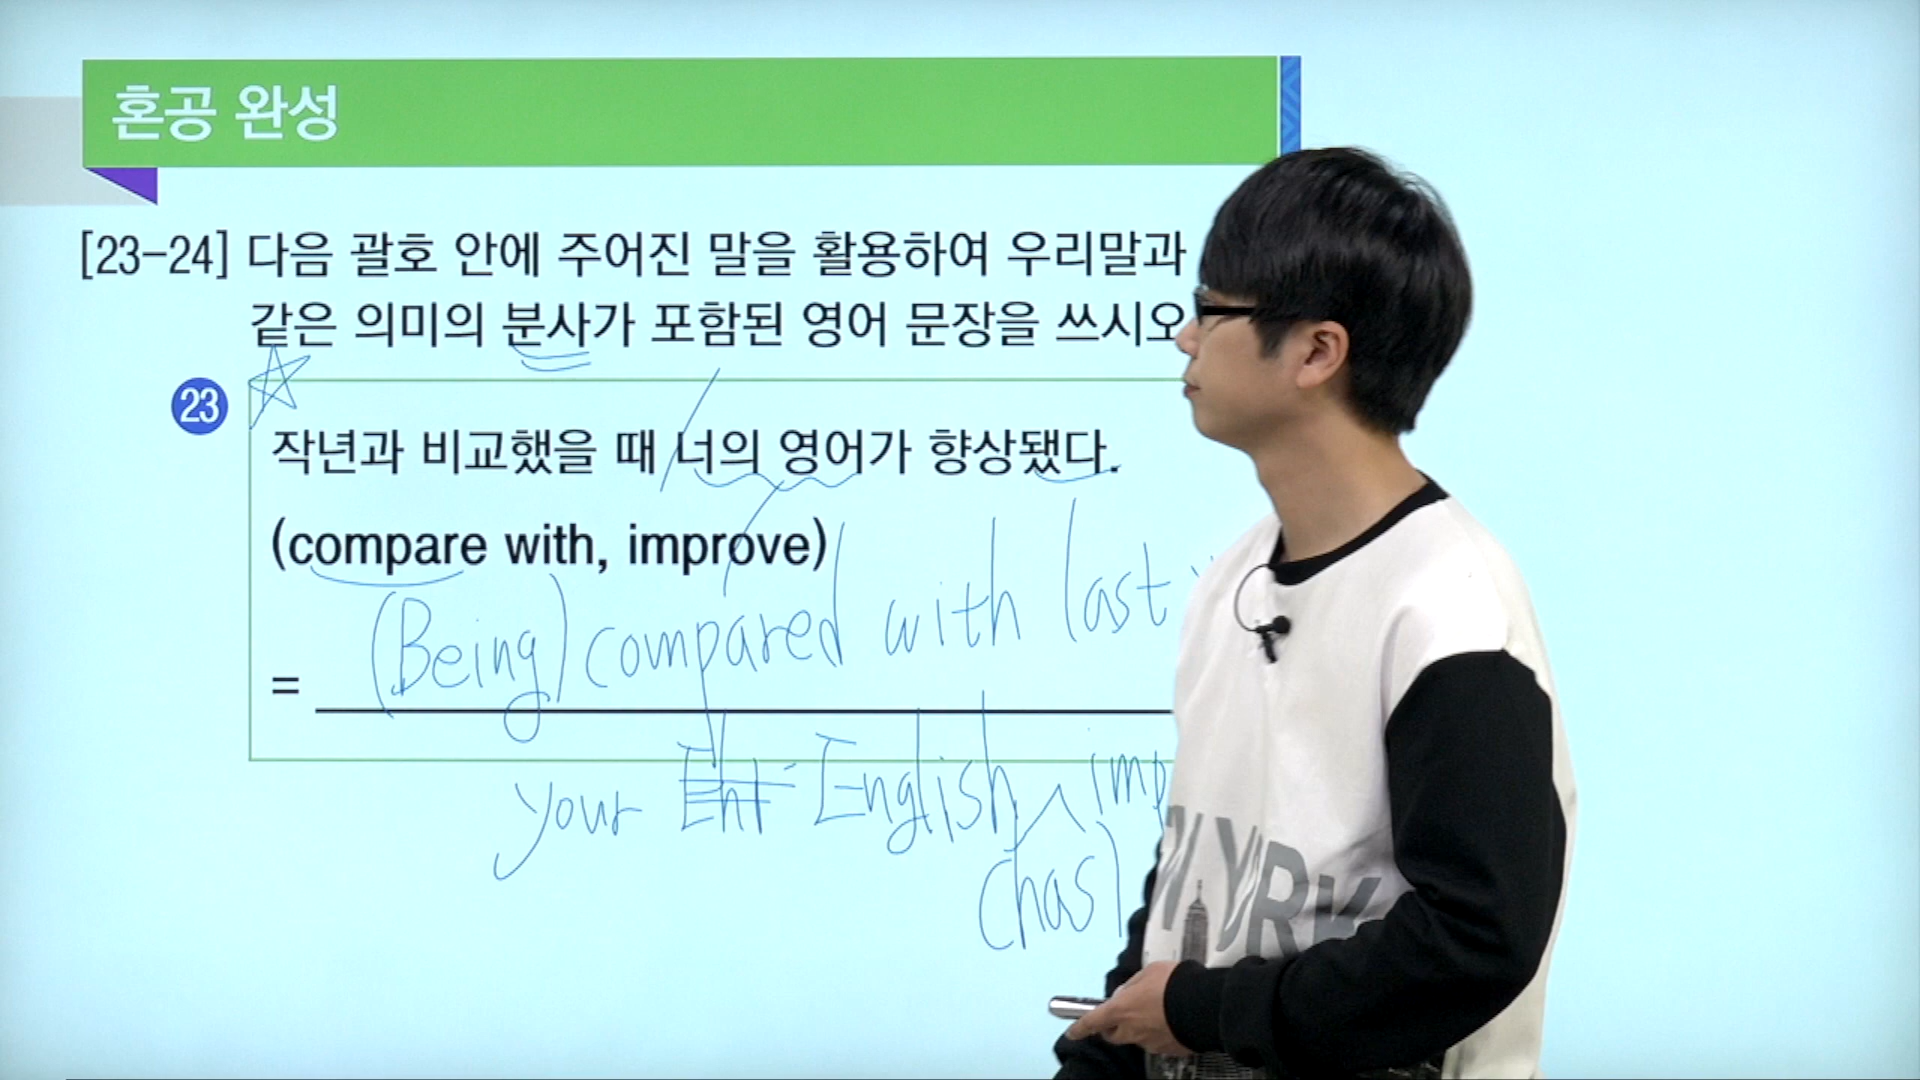 혼공 완성
[23-24] 다음 괄호 안에 주어진 말을 활용하여 우리말과
같은 의미의 분사가 포함된 영어 문장을 쓰시오
23
작년과 비교했을 때 너의 영어가 향상됐다.
(compare with, improve)
(Being) compared with last
=
your English imp
(has)
YORK